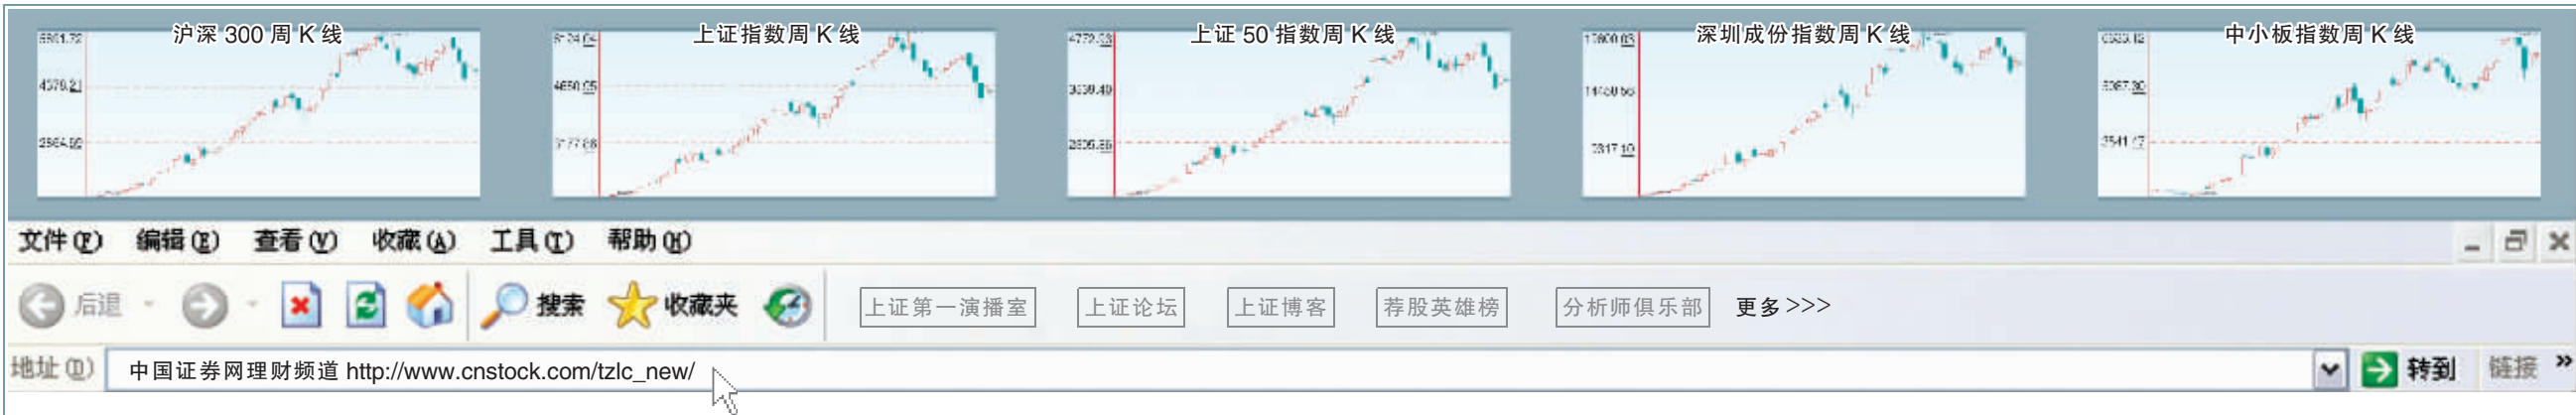 沪深 300 周 K 线
上证指数周 K 线
上证 50 指数周 K 线
深圳成份指数周 K 线
中小板指数周 K 线
文件(F) 编辑(E) 查看(V) 收藏(A) 工具(T) 帮助(H)
后退 搜索 收藏夹 上证第一演播室 上证论坛 上证博客 荐股英雄榜 分析师俱乐部 更多>>>
地址(D) 中国证券网理财频道 http://www.cnstock.com/tzlc_new/ 转到 链接 »